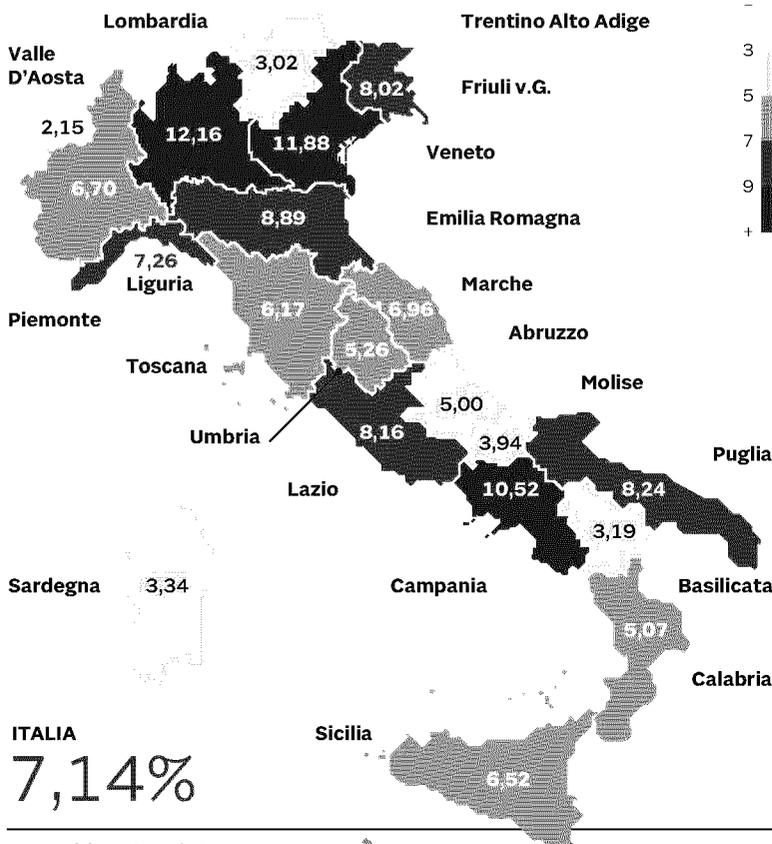 Lombardia
Trentino Alto Adige
3
Valle
D'Aosta
3,02
8,02
Friuli v.G.
5
2,15
12,16
11,88
Veneto
7
6,70
9
8,89
Emilia Romagna
+
7,26
Liguria
Marche
Piemonte
6,17
6,96
Abruzzo
Toscana
5,26
Molise
5,00
Umbria
8,16
3,94
Puglia
Lazio
10,52
8,24
3,19
Sardegna
3,34
Campania
Basilicata
5,07
Calabria
ITALIA
Sicilia
7,14%
6,52